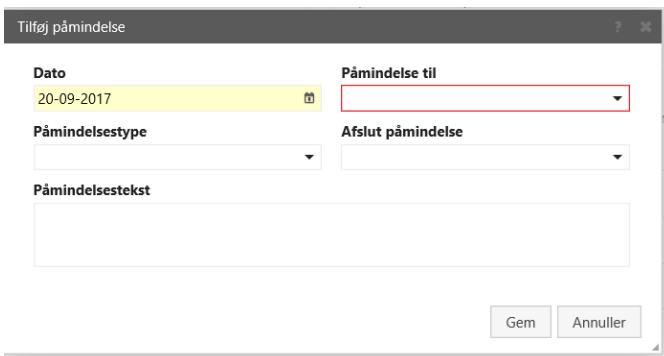 Tilføj påmindelse
Dato
Påmindelse til
20-09-2017
Påmindelsestype
Afslut påmindelse
Påmindelsestekst
Gem
Annuller